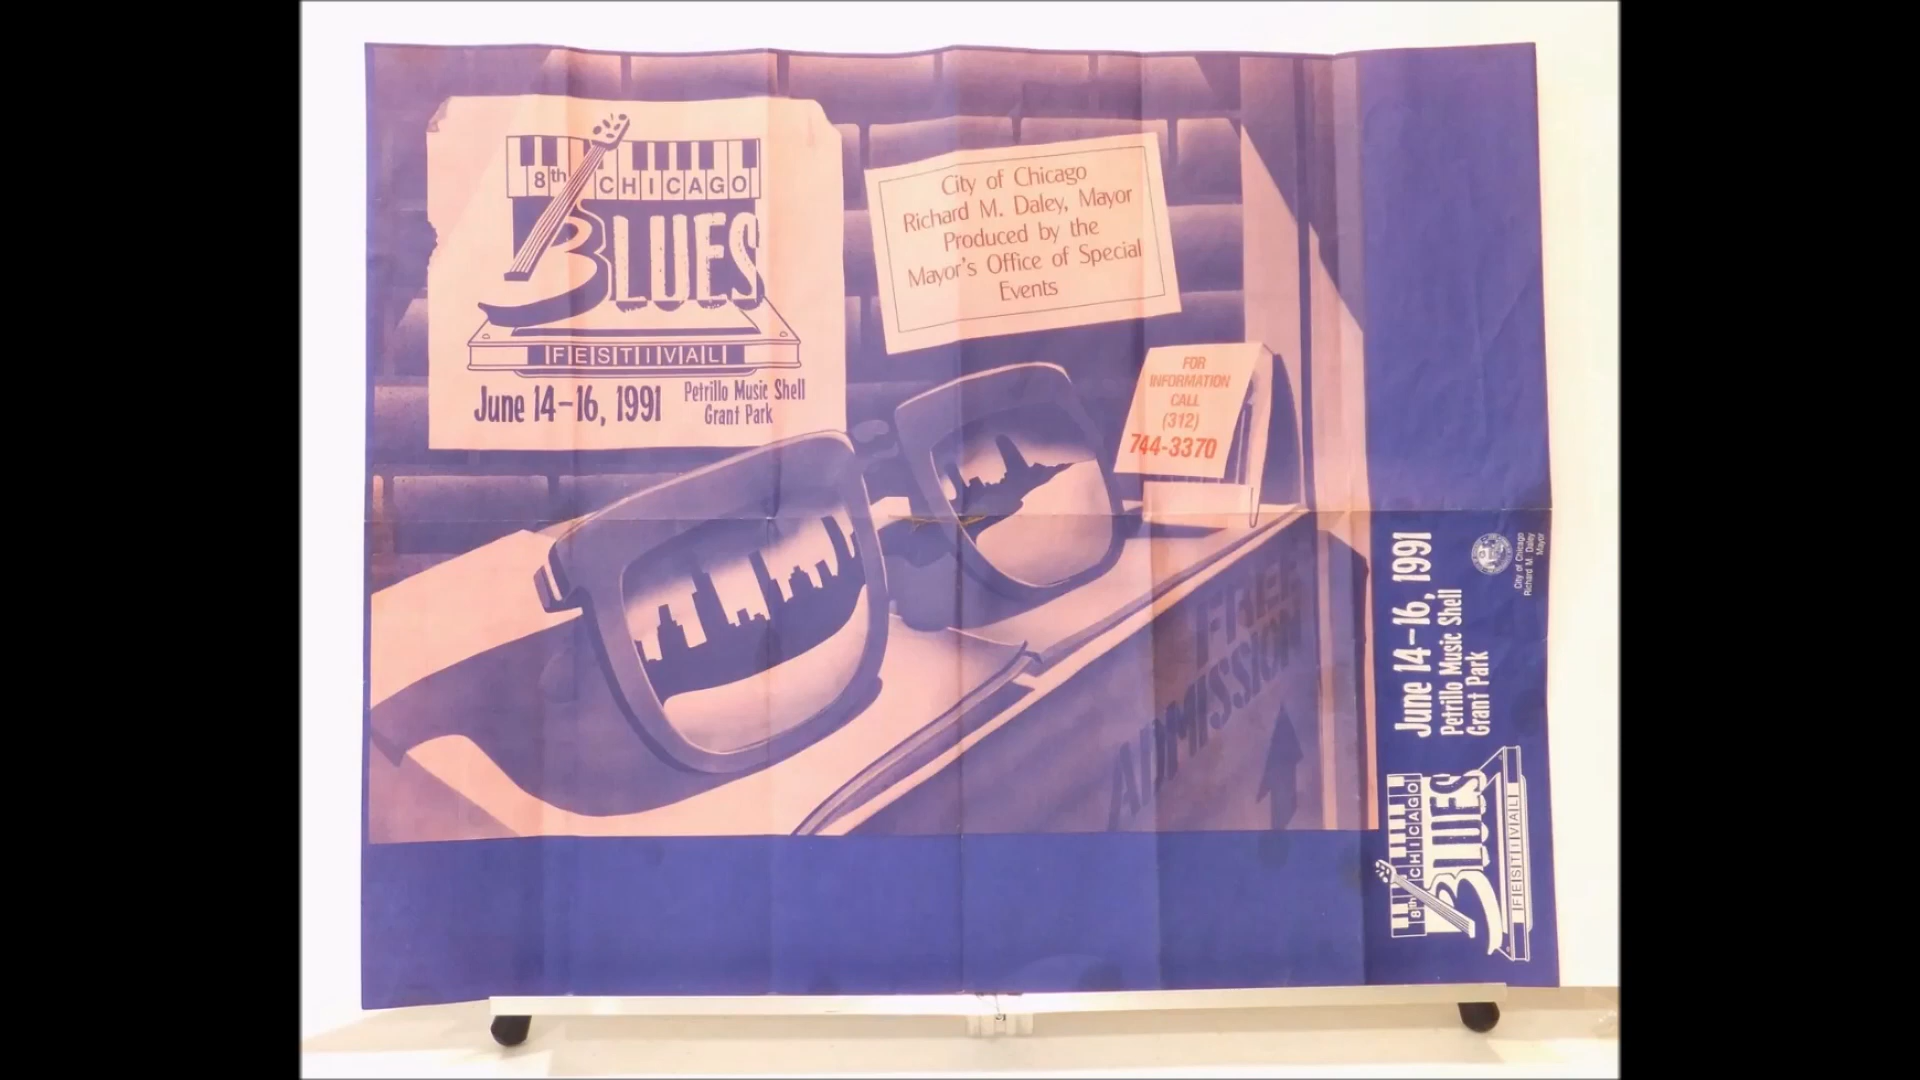 8th CHICAGO
BLUES
FESTIVAL
June 14-16, 1991
Petrillo Music Shell
Grant Park
City of Chicago
Richard M. Daley, Mayor
Produced by the
Mayor's Office of Special
Events
FOR
INFORMATION
CALL
(312)
744-3370
FREE
ADMISSION
City of Chicago
Richard M. Daley
Mayor
June 14-16, 1991
Petrillo Music Shell
Grant Park
8th CHICAGO
BLUES
FESTIVAL